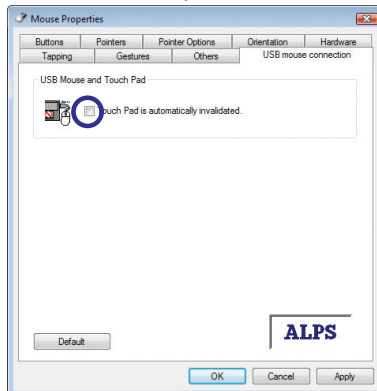 Mouse Properties
Buttons Pointers Pointer Options Orientation Hardware
Tapping Gestures Others USB mouse connection
USB Mouse and Touch Pad
Touch Pad is automatically invalidated.
ALPS
Default
OK Cancel Apply